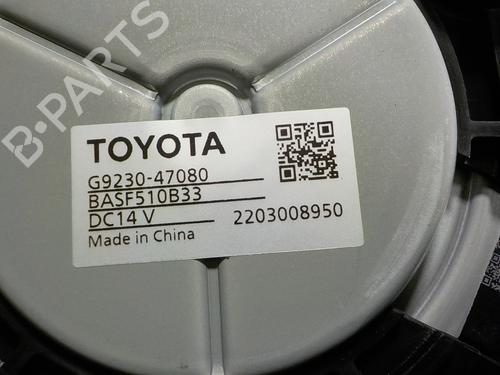 B-PARTS
TOYOTA
G9230-47080
BASF510B33
DC14 V
2203008950
Made in China